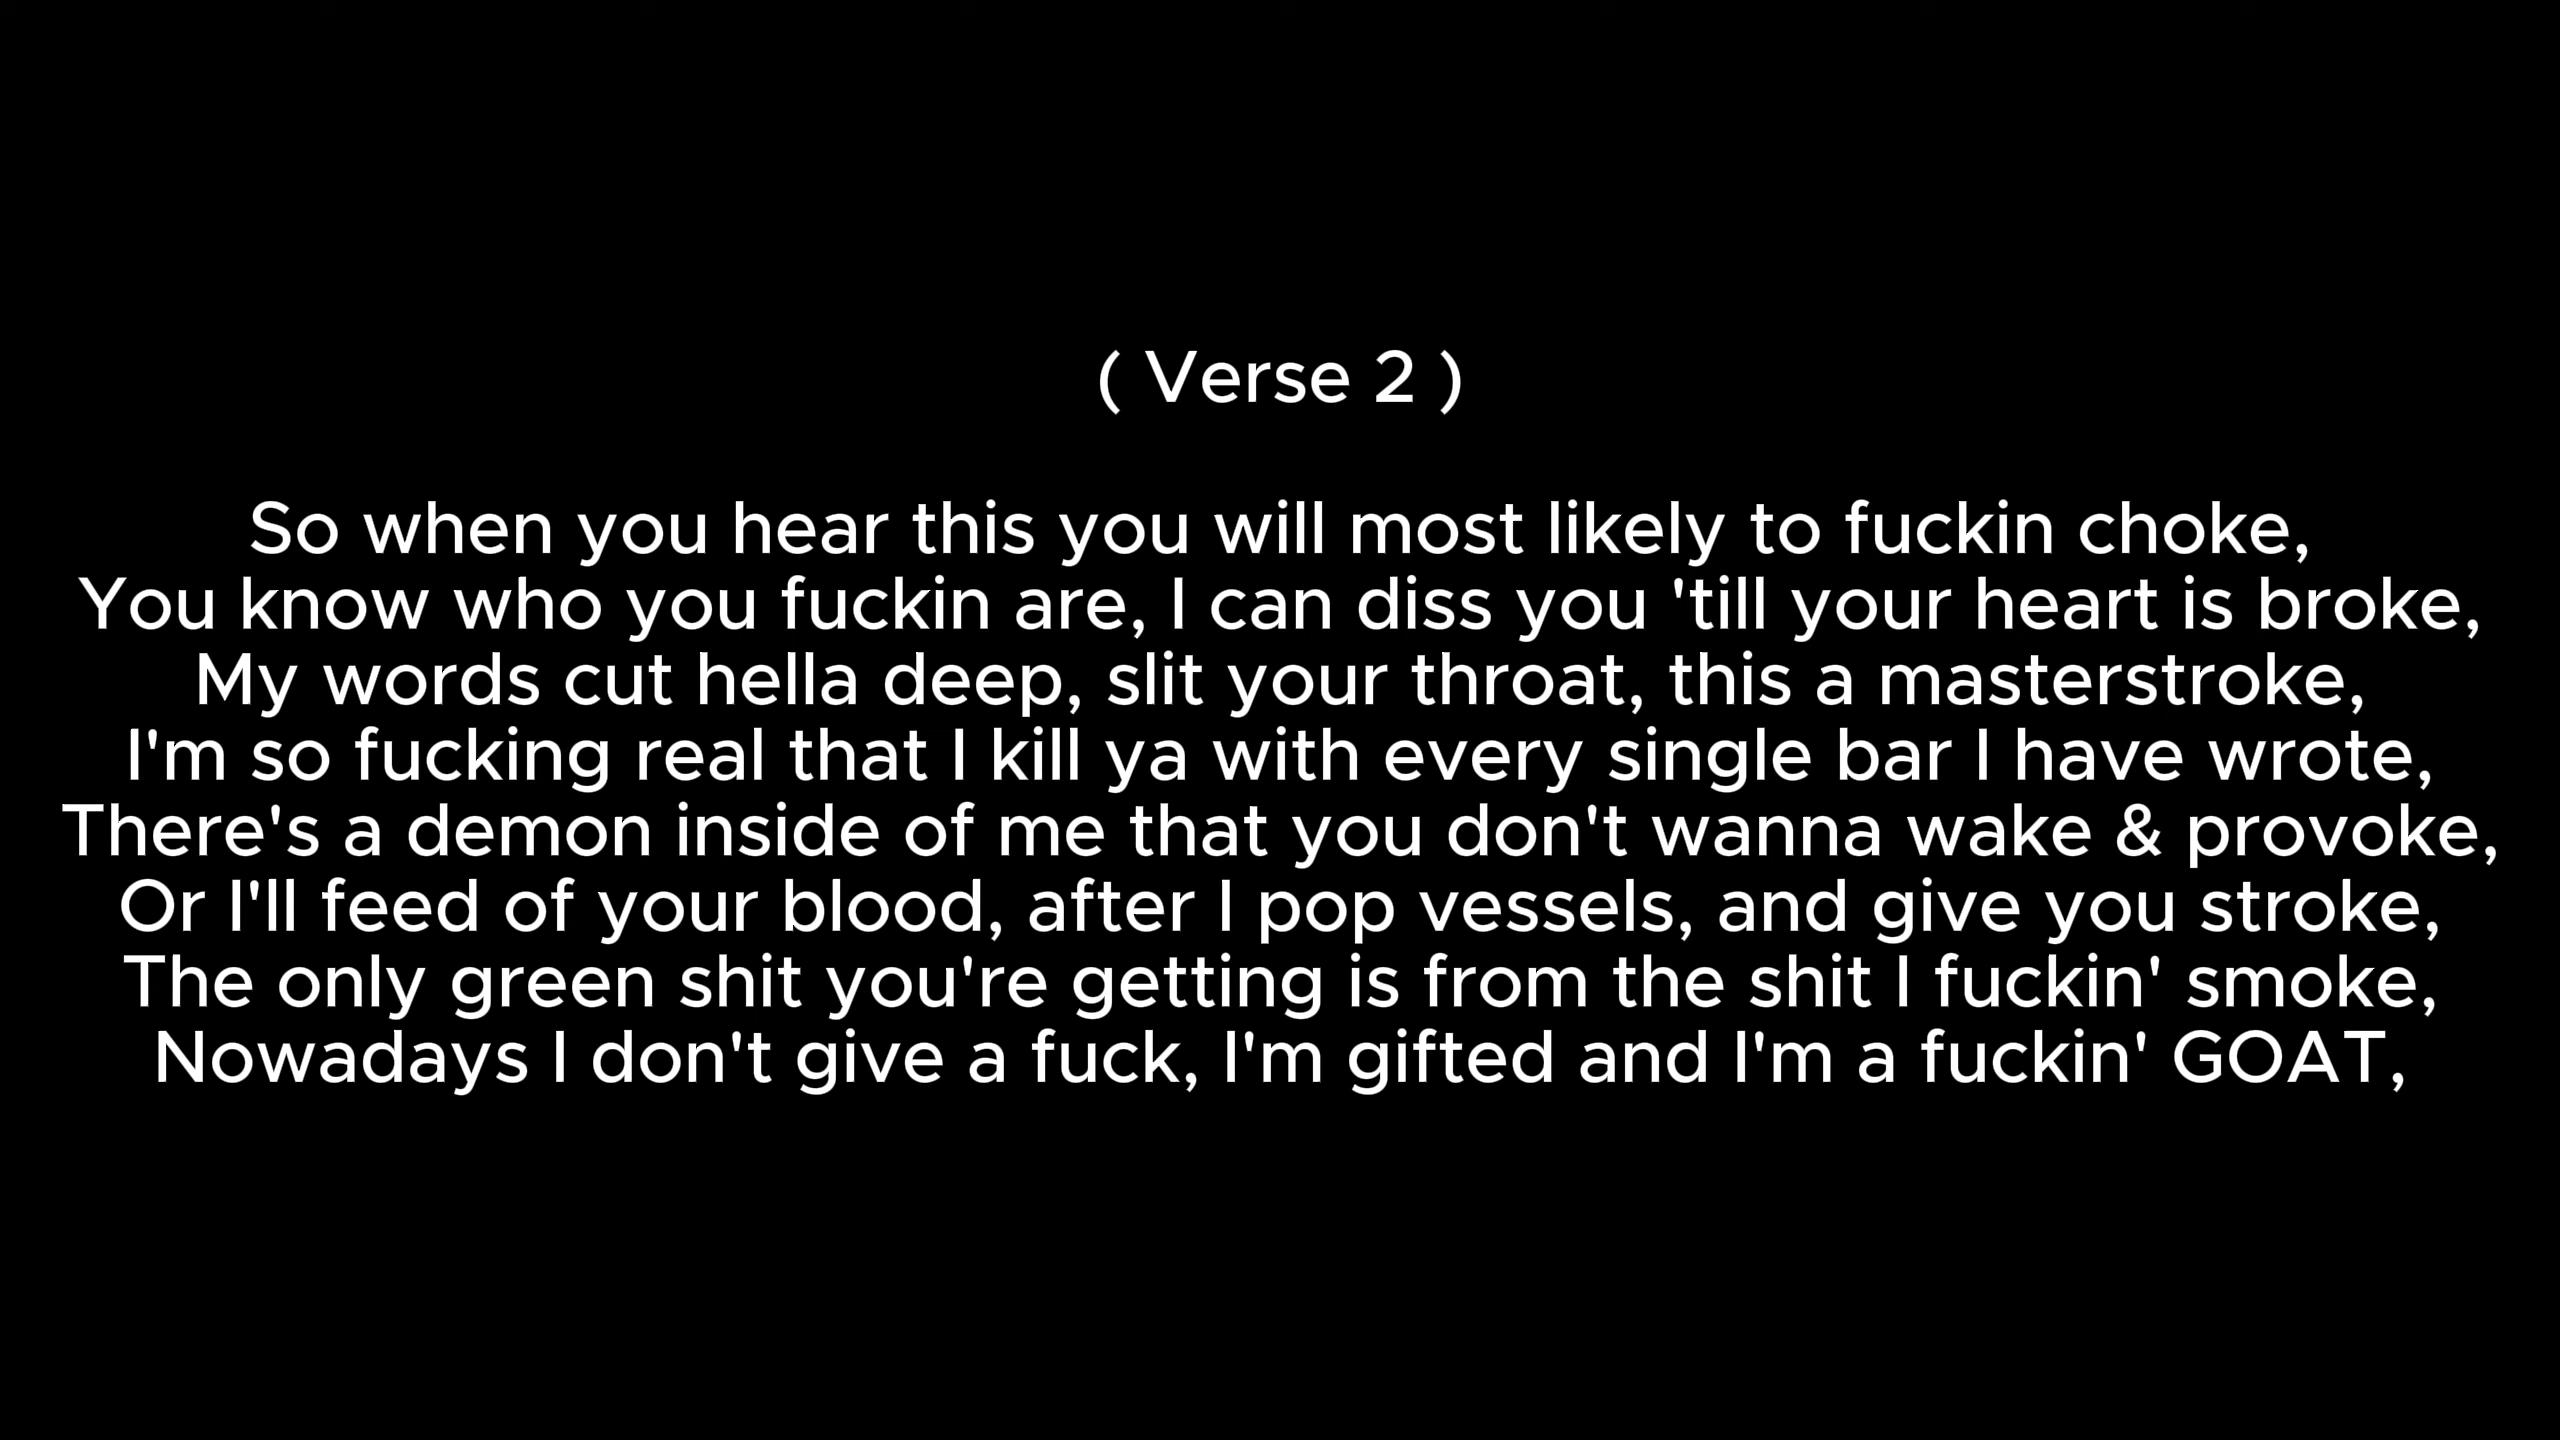 ( Verse 2 )
So when you hear this you will most likely to fuckin choke,
You know who you fuckin are, I can diss you 'till your heart is broke,
My words cut hella deep, slit your throat, this a masterstroke,
I'm so fucking real that I kill ya with every single bar I have wrote,
There's a demon inside of me that you don't wanna wake & provoke,
Or I'll feed of your blood, after I pop vessels, and give you stroke,
The only green shit you're getting is from the shit I fuckin' smoke,
Nowadays I don't give a fuck, I'm gifted and I'm a fuckin' GOAT,